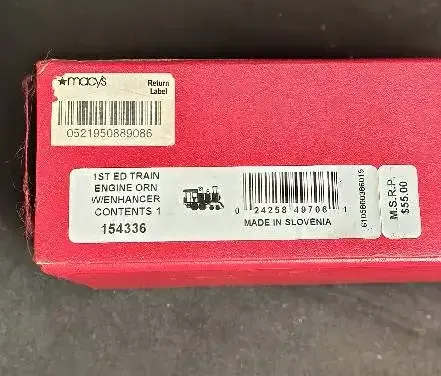 ★macy's
Return
Label
0521950889086
1ST ED TRAIN
ENGINE ORN
W/ENHANCER
CONTENTS 1
154336
0 24258 49706 1
MADE IN SLOVENIA
6105860386015
M.S.R.P.
$55.00